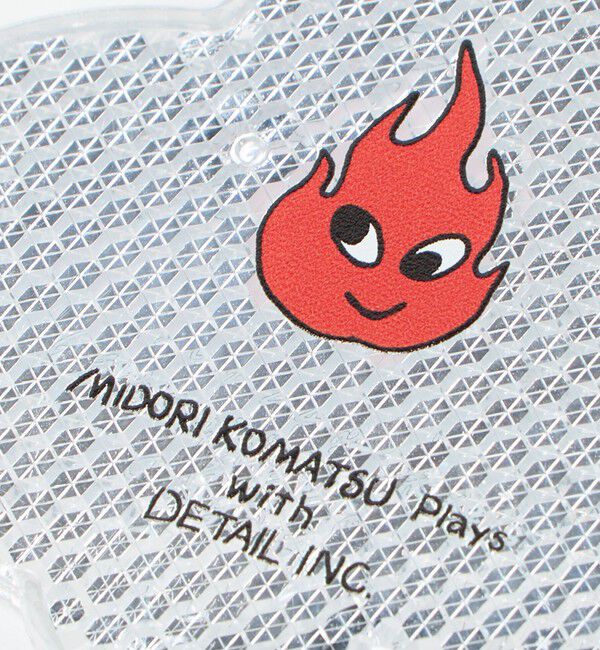 MIDORI KOMATSU Plays
with
DETAIL INC.